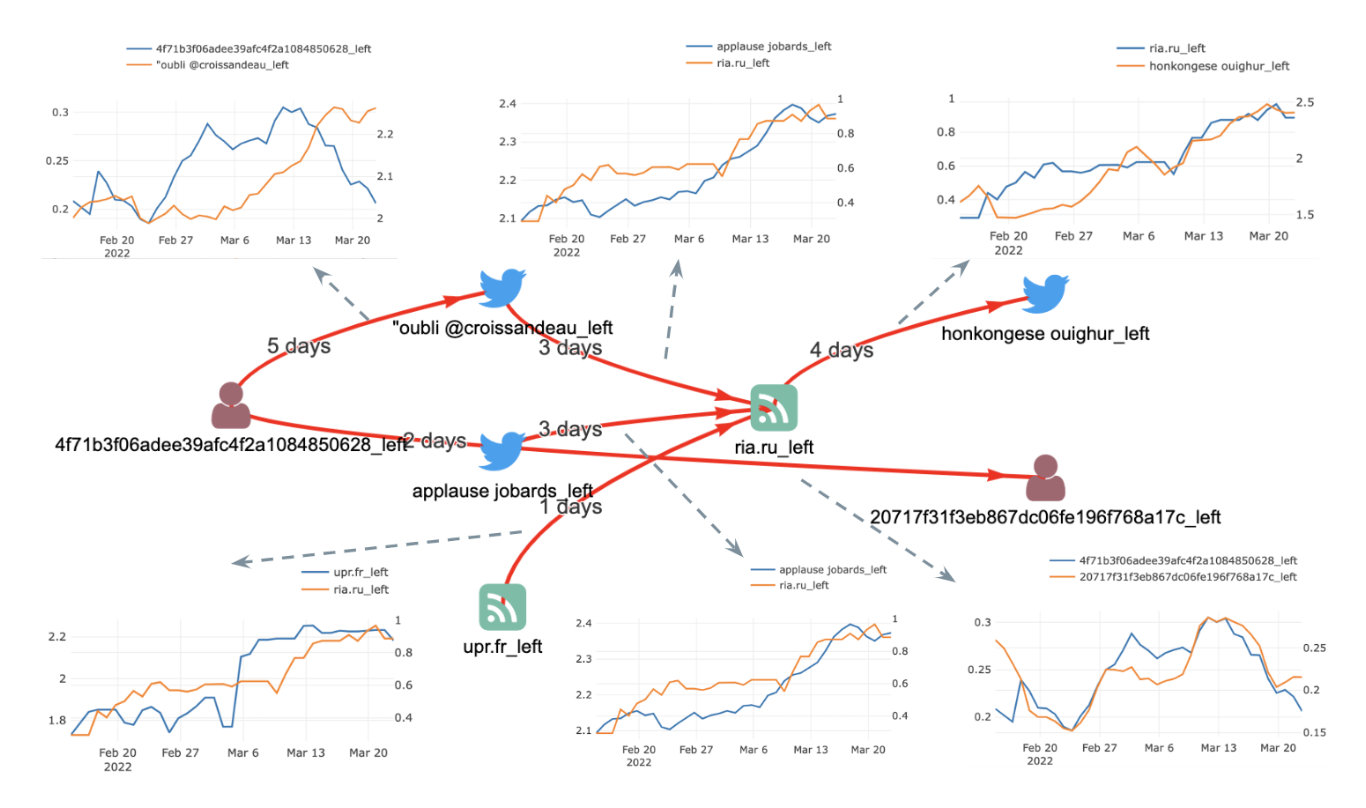 4f71b3f06adee39afc4f2a1084850628_left
"oubli @croissandeau_left
0.3
0.25
0.2
2.2
2.1
2
Feb 20
2022
Feb 27
Mar 6
Mar 13
Mar 20
applause jobards_left
ria.ru_left
2.4
2.3
2.2
2.1
1
0.8
0.6
0.4
Feb 20
2022
Feb 27
Mar 6
Mar 13
Mar 20
ria.ru_left
honkongese ouighur_left
1
0.8
0.6
0.4
2.5
2
1.5
Feb 20
2022
Feb 27
Mar 6
Mar 13
Mar 20
"oubli @croissandeau_left
honkongese ouighur_left
5 days
3 days
4 days
4f71b3f06adee39afc4f2a1084850628_left
2 days
3 days
ria.ru_left
applause jobards_left
1 days
20717f31f3eb867dc06fe196f768a17c_left
upr.fr_left
upr.fr_left
ria.ru_left
2.2
2
1.8
1
0.8
0.6
0.4
Feb 20
2022
Feb 27
Mar 6
Mar 13
Mar 20
applause jobards_left
ria.ru_left
2.4
2.3
2.2
2.1
1
0.8
0.6
0.4
Feb 20
2022
Feb 27
Mar 6
Mar 13
Mar 20
4f71b3f06adee39afc4f2a1084850628_left
20717f31f3eb867dc06fe196f768a17c_left
0.3
0.25
0.2
0.25
0.2
0.15
Feb 20
2022
Feb 27
Mar 6
Mar 13
Mar 20